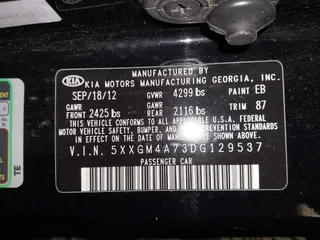 MANUFACTURED BY
KIA KIA MOTORS MANUFACTURING GEORGIA, INC.
SEP/18/12 GVWR 4299 lbs PAINT EB
GAWR GAWR TRIM 87
FRONT 2425 lbs REAR 2116 lbs
THIS VEHICLE CONFORMS TO ALL APPLICABLE U.S.A. FEDERAL
MOTOR VEHICLE SAFETY, BUMPER, AND THEFT PREVENTION STANDARDS
IN EFFECT ON THE DATE OF MANUFACTURE SHOWN ABOVE.
V.I.N. 5XXGM4A73DG129537
PASSENGER CAR
TE